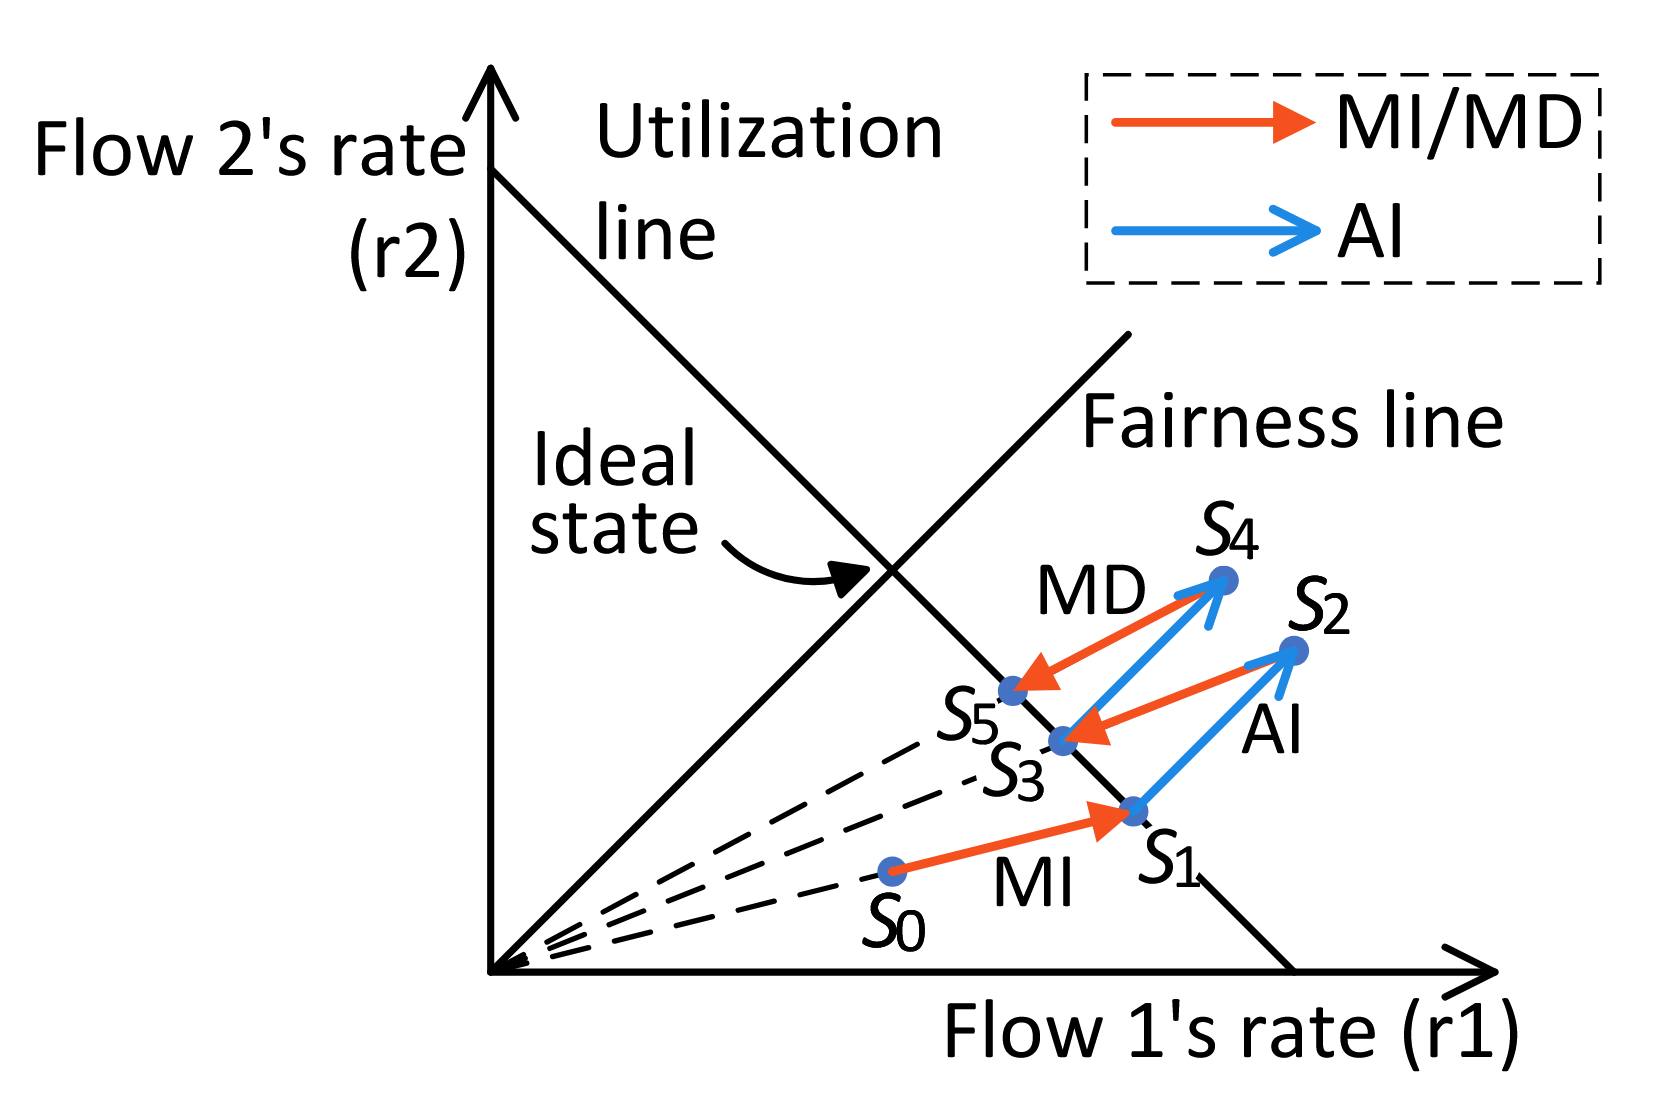 Flow 2's rate
(r2)
Utilization
line
MI/MD
AI
Fairness line
Ideal
state
S4
MD
S2
S5
AI
S3
MI
S1
S0
Flow 1's rate (r1)